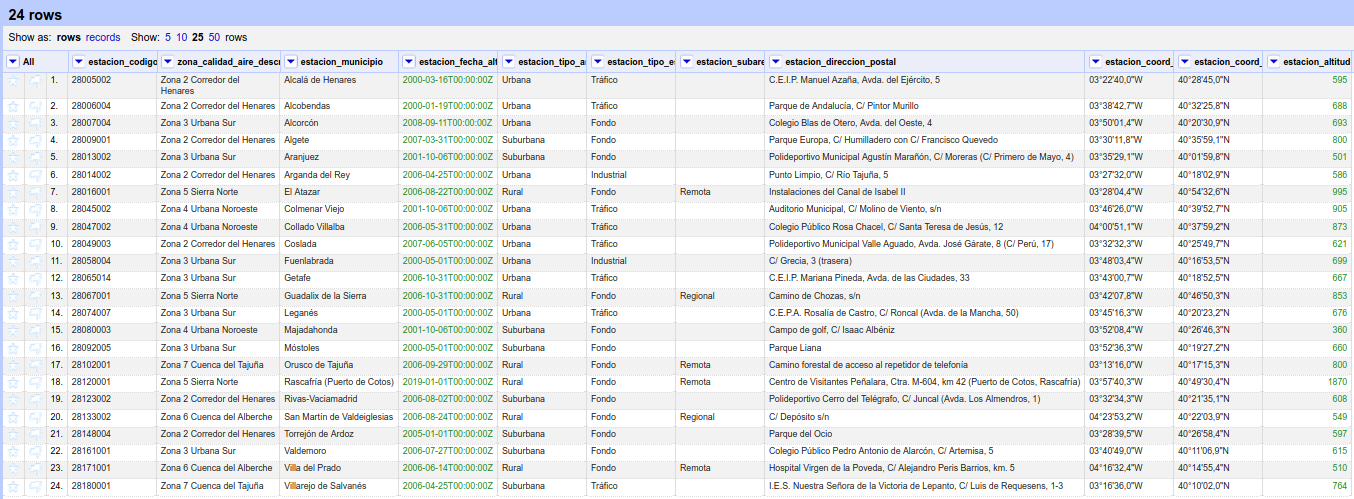 24 rows
Show as: rows records Show: 5 10 25 50 rows
All estacion_codigo zona_calidad_aire_desc estacion_municipio estacion_fecha_alt estacion_tipo_a estacion_tipo_e estacion_subare estacion_direccion_postal estacion_coord_ estacion_coord_ estacion_altitud
1. 28005002 Zona 2 Corredor del Alcalá de Henares 2000-03-16T00:00:00Z Urbana Tráfico C.E.I.P. Manuel Azaña, Avda. del Ejército, 5 03°22'40,0"W 40°28'45,0"N 595
Henares
2. 28006004 Zona 2 Corredor del Henares Alcobendas 2000-01-19T00:00:00Z Urbana Tráfico Parque de Andalucía, C/ Pintor Murillo 03°38'42,7"W 40°32'25,8"N 688
3. 28007004 Zona 3 Urbana Sur Alcorcón 2008-09-11T00:00:00Z Urbana Fondo Colegio Blas de Otero, Avda. del Oeste, 4 03°50'01,4"W 40°20'30,9"N 693
4. 28009001 Zona 2 Corredor del Henares Algete 2007-03-31T00:00:00Z Suburbana Fondo Parque Europa, C/ Humilladero con C/ Francisco Quevedo 03°30'11,8"W 40°35'59,1"N 800
5. 28013002 Zona 3 Urbana Sur Aranjuez 2001-10-06T00:00:00Z Suburbana Fondo Polideportivo Municipal Agustín Marañón, C/ Moreras (C/ Primero de Mayo, 4) 03°35'29,1"W 40°01'59,8"N 501
6. 28014002 Zona 2 Corredor del Henares Arganda del Rey 2006-04-25T00:00:00Z Urbana Industrial Punto Limpio, C/ Río Tajuña, 5 03°27'32,0"W 40°18'02,9"N 586
7. 28016001 Zona 5 Sierra Norte El Atazar 2006-08-22T00:00:00Z Rural Fondo Remota Instalaciones del Canal de Isabel II 03°28'04,4"W 40°54'32,6"N 995
8. 28045002 Zona 4 Urbana Noroeste Colmenar Viejo 2001-10-06T00:00:00Z Urbana Tráfico Auditorio Municipal, C/ Molino de Viento, s/n 03°46'26,0"W 40°39'52,7"N 905
9. 28047002 Zona 4 Urbana Noroeste Collado Villalba 2006-05-31T00:00:00Z Urbana Tráfico Colegio Público Rosa Chacel, C/ Santa Teresa de Jesús, 12 04°00'51,1"W 40°37'59,2"N 873
10. 28049003 Zona 2 Corredor del Henares Coslada 2007-06-05T00:00:00Z Urbana Tráfico Polideportivo Municipal Valle Aguado, Avda. José Gárate, 8 (C/ Perú, 17) 03°32'32,3"W 40°25'49,7"N 621
11. 28058004 Zona 3 Urbana Sur Fuenlabrada 2000-05-01T00:00:00Z Urbana Industrial C/ Grecia, 3 (trasera) 03°48'03,4"W 40°16'53,5"N 699
12. 28065014 Zona 3 Urbana Sur Getafe 2006-10-31T00:00:00Z Urbana Tráfico C.E.I.P. Mariana Pineda, Avda. de las Ciudades, 33 03°43'00,7"W 40°18'52,5"N 667
13. 28067001 Zona 5 Sierra Norte Guadalix de la Sierra 2006-10-31T00:00:00Z Rural Fondo Regional Camino de Chozas, s/n 03°42'07,8"W 40°46'50,3"N 853
14. 28074007 Zona 3 Urbana Sur Leganés 2000-05-01T00:00:00Z Urbana Tráfico C.E.P.A. Rosalía de Castro, C/ Roncal (Avda. de la Mancha, 50) 03°45'16,3"W 40°20'23,2"N 676
15. 28080003 Zona 4 Urbana Noroeste Majadahonda 2001-10-06T00:00:00Z Suburbana Fondo Campo de golf, C/ Isaac Albéniz 03°52'08,4"W 40°26'46,3"N 360
16. 28092005 Zona 3 Urbana Sur Móstoles 2000-05-01T00:00:00Z Suburbana Fondo Parque Liana 03°52'36,3"W 40°19'27,2"N 660
17. 28102001 Zona 7 Cuenca del Tajuña Orusco de Tajuña 2006-09-29T00:00:00Z Rural Fondo Remota Camino forestal de acceso al repetidor de telefonía 03°13'16,0"W 40°17'15,3"N 800
18. 28120001 Zona 5 Sierra Norte Rascafría (Puerto de Cotos) 2019-01-01T00:00:00Z Rural Fondo Remota Centro de Visitantes Peñalara, Ctra. M-604, km 42 (Puerto de Cotos, Rascafría) 03°57'40,3"W 40°49'30,4"N 1870
19. 28123002 Zona 2 Corredor del Henares Rivas-Vaciamadrid 2006-08-02T00:00:00Z Suburbana Fondo Polideportivo Cerro del Telégrafo, C/ Juncal (Avda. Los Almendros, 1) 03°32'34,3"W 40°21'35,1"N 608
20. 28133002 Zona 6 Cuenca del Alberche San Martín de Valdeiglesias 2006-08-24T00:00:00Z Rural Fondo Regional C/ Depósito s/n 04°23'53,2"W 40°22'03,9"N 549
21. 28148004 Zona 2 Corredor del Henares Torrejón de Ardoz 2005-01-01T00:00:00Z Suburbana Fondo Parque del Ocio 03°28'39,5"W 40°26'58,4"N 597
22. 28161001 Zona 3 Urbana Sur Valdemoro 2006-07-27T00:00:00Z Suburbana Fondo Colegio Público Pedro Antonio de Alarcón, C/ Artemisa, 5 03°40'49,0"W 40°11'06,9"N 615
23. 28171001 Zona 6 Cuenca del Alberche Villa del Prado 2006-06-14T00:00:00Z Rural Fondo Remota Hospital Virgen de la Poveda, C/ Alejandro Peris Barrios, km. 5 04°16'32,4"W 40°14'55,4"N 510
24. 28180001 Zona 7 Cuenca del Tajuña Villarejo de Salvanés 2006-04-25T00:00:00Z Suburbana Tráfico I.E.S. Nuestra Señora de la Victoria de Lepanto, C/ Luis de Requesens, 1-3 03°16'36,0"W 40°10'02,0"N 764